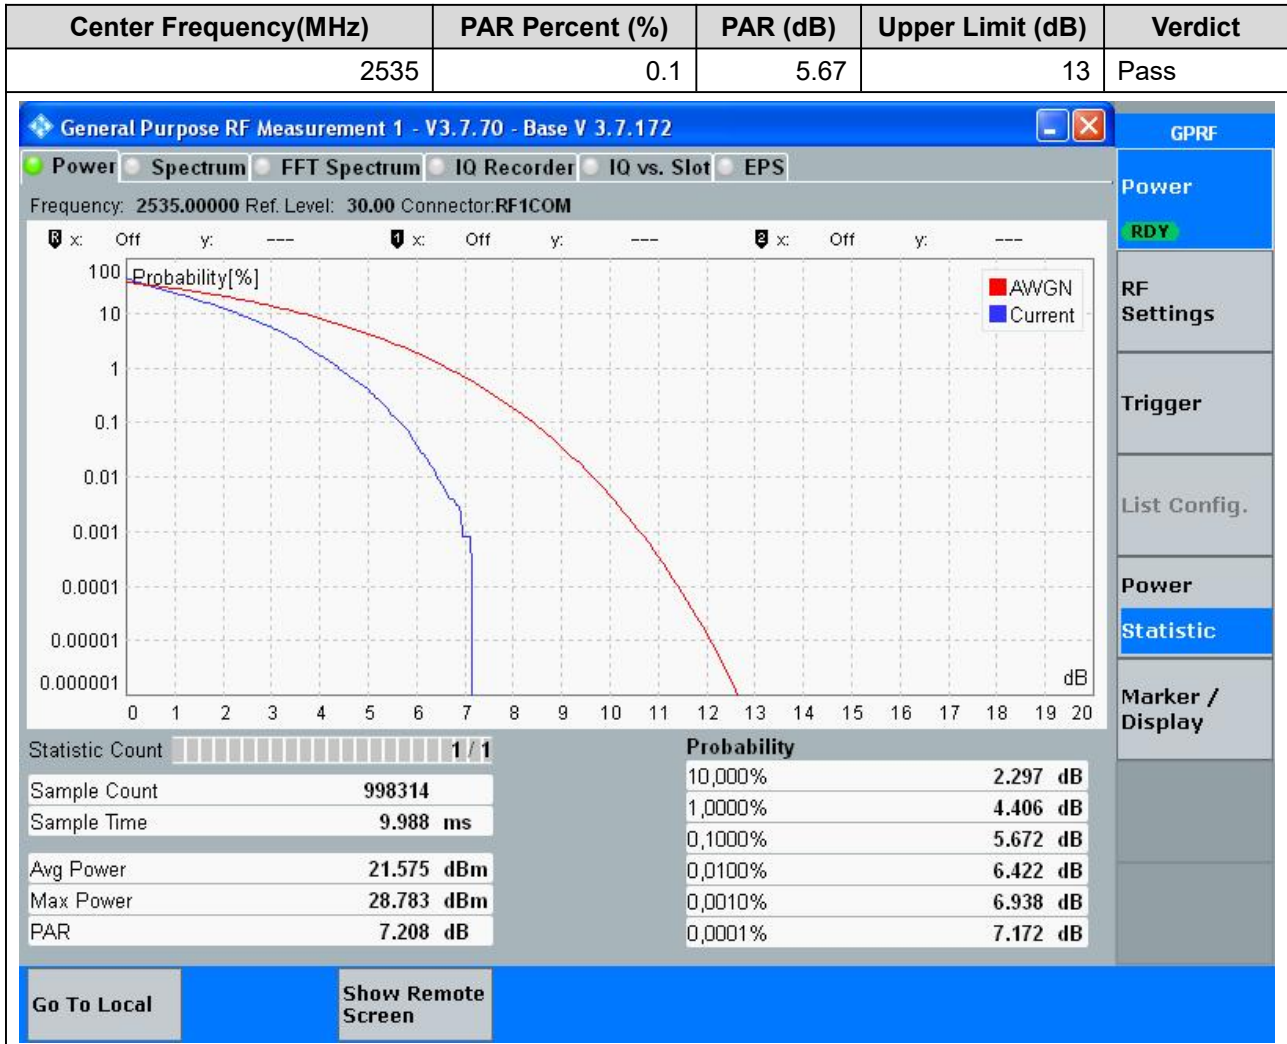 Center Frequency(MHz) PAR Percent (%) PAR (dB) Upper Limit (dB) Verdict
2535 0.1 5.67 13 Pass
General Purpose RF Measurement 1 - V3.7.70 - Base V 3.7.172
GPRF
Power Spectrum FFT Spectrum IQ Recorder IQ vs. Slot EPS
Frequency: 2535.00000 Ref. Level: 30.00 Connector:RF1COM
R x: Off y: --- 1 x: Off y: --- 2 x: Off y: ---
Probability[%]
100
10
1
0.1
0.01
0.001
0.0001
0.00001
0.000001
AWGN
Current
dB
0 1 2 3 4 5 6 7 8 9 10 11 12 13 14 15 16 17 18 19 20
Statistic Count 1 / 1
Sample Count 998314
Sample Time 9.988 ms
Avg Power 21.575 dBm
Max Power 28.783 dBm
PAR 7.208 dB
Probability
10,000% 2.297 dB
1,0000% 4.406 dB
0,1000% 5.672 dB
0,0100% 6.422 dB
0,0010% 6.938 dB
0,0001% 7.172 dB
Power
RDY
RF
Settings
Trigger
List Config.
Power
Statistic
Marker /
Display
Go To Local
Show Remote
Screen